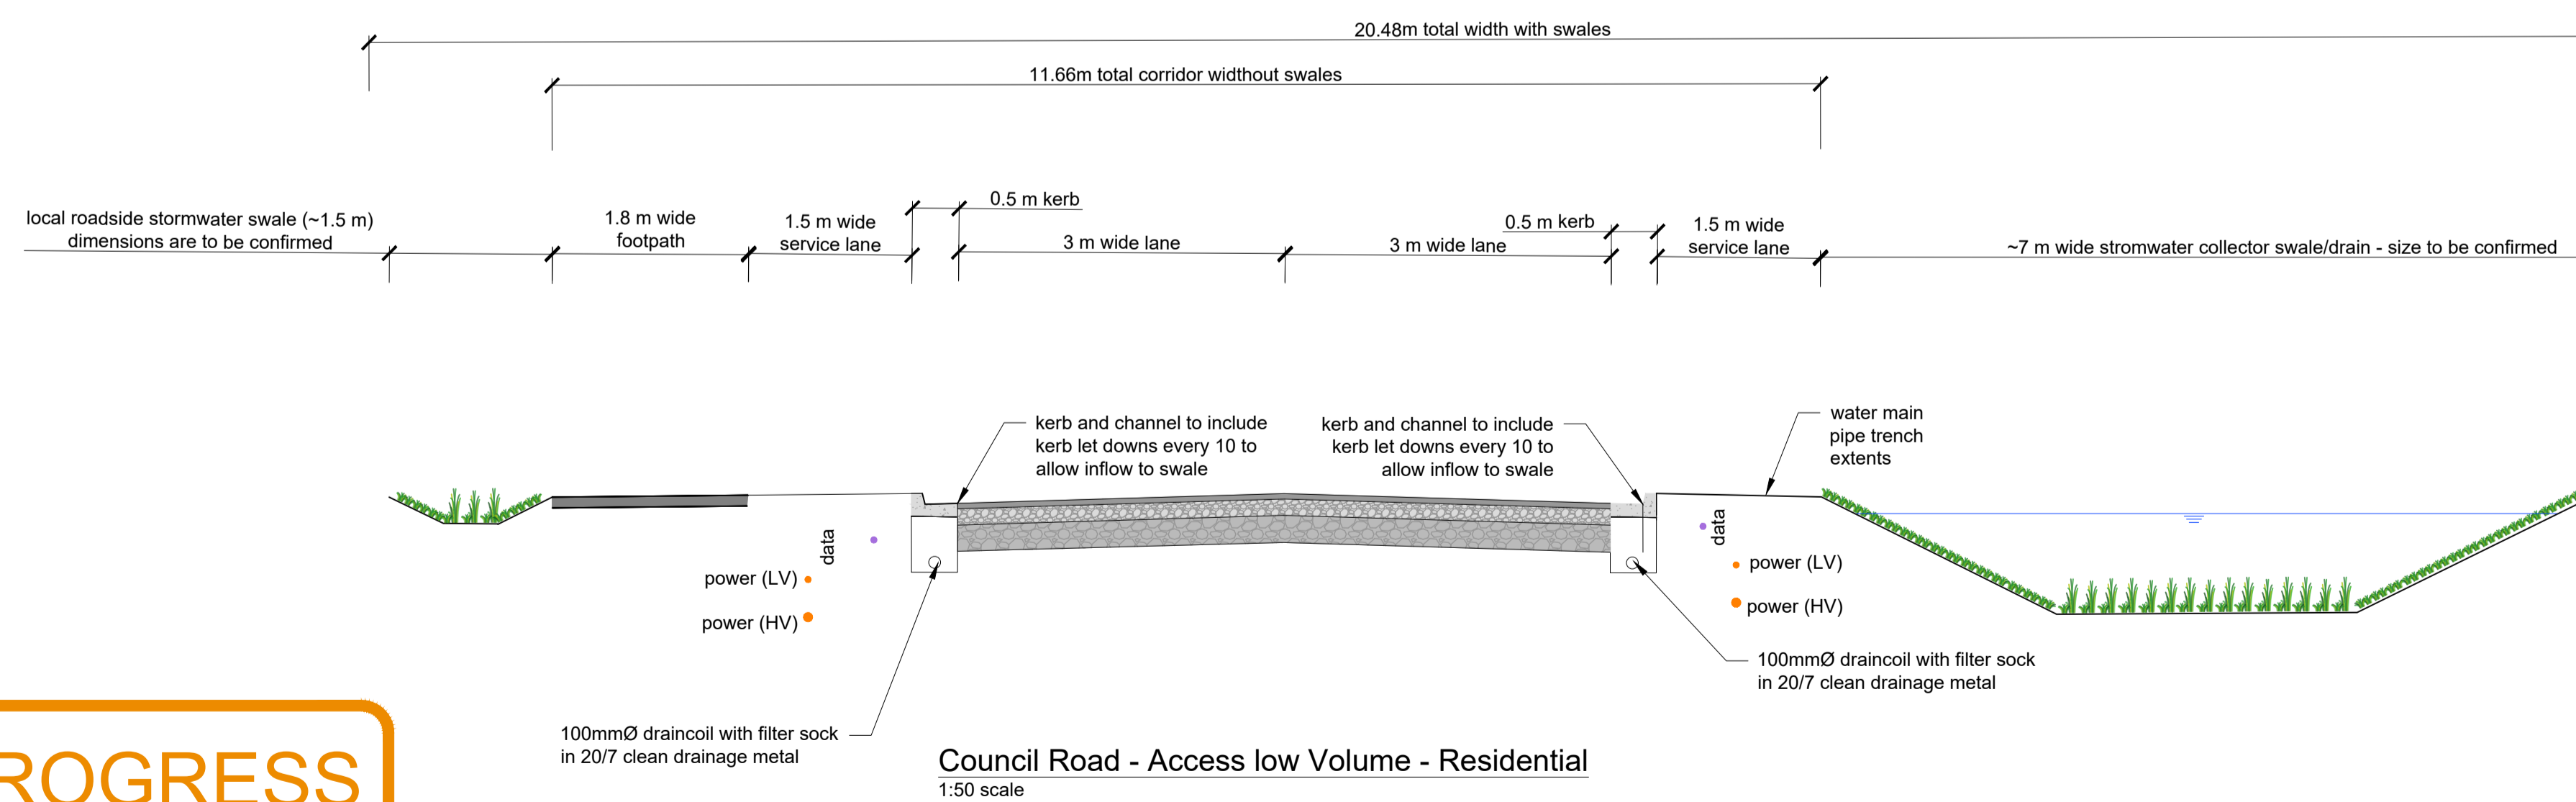 20.48m total width with swales
11.66m total corridor widthout swales
local roadside stormwater swale (~1.5 m)
dimensions are to be confirmed
1.8 m wide
footpath
1.5 m wide
service lane
0.5 m kerb
3 m wide lane
3 m wide lane
0.5 m kerb
1.5 m wide
service lane
~7 m wide stromwater collector swale/drain - size to be confirmed
kerb and channel to include
kerb let downs every 10 to
allow inflow to swale
kerb and channel to include
kerb let downs every 10 to
allow inflow to swale
water main
pipe trench
extents
data
power (LV)
power (HV)
data
power (LV)
power (HV)
100mmØ draincoil with filter sock
in 20/7 clean drainage metal
100mmØ draincoil with filter sock
in 20/7 clean drainage metal
Council Road - Access low Volume - Residential
1:50 scale
ROGRESS